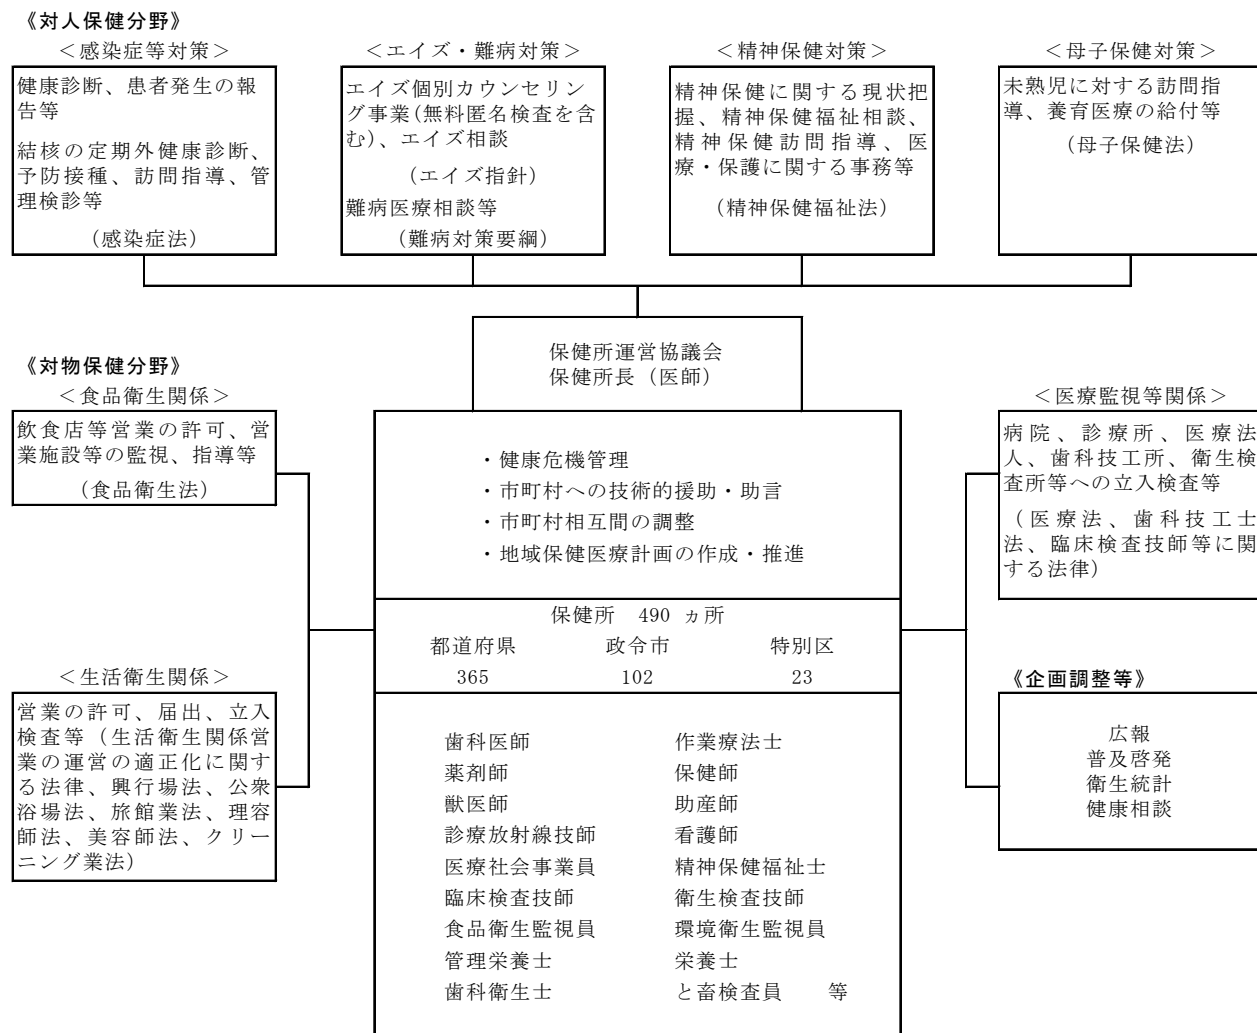 《対人保健分野》
＜感染症等対策＞
健康診断、患者発生の報
告等
結核の定期外健康診断、
予防接種、訪問指導、管
理検診等
（感染症法）
＜エイズ・難病対策＞
エイズ個別カウンセリン
グ事業(無料匿名検査を含
む)、エイズ相談
（エイズ指針）
難病医療相談等
（難病対策要綱）
＜精神保健対策＞
精神保健に関する現状把
握、精神保健福祉相談、
精神保健訪問指導、医
療・保護に関する事務等
（精神保健福祉法）
＜母子保健対策＞
未熟児に対する訪問指
導、養育医療の給付等
（母子保健法）
保健所運営協議会
保健所長（医師）
《対物保健分野》
＜食品衛生関係＞
飲食店等営業の許可、営
業施設等の監視、指導等
（食品衛生法）
＜生活衛生関係＞
営業の許可、届出、立入
検査等（生活衛生関係営
業の運営の適正化に関す
る法律、興行場法、公衆
浴場法、旅館業法、理容
師法、美容師法、クリー
ニング業法）
・健康危機管理
・市町村への技術的援助・助言
・市町村相互間の調整
・地域保健医療計画の作成・推進
保健所　490 ヵ所
都道府県　政令市　特別区
365　102　23
歯科医師　作業療法士
薬剤師　保健師
獣医師　助産師
診療放射線技師　看護師
医療社会事業員　精神保健福祉士
臨床検査技師　衛生検査技師
食品衛生監視員　環境衛生監視員
管理栄養士　栄養士
歯科衛生士　と畜検査員　等
＜医療監視等関係＞
病院、診療所、医療法
人、歯科技工所、衛生検
査所等への立入検査等
（医療法、歯科技工士
法、臨床検査技師等に関
する法律）
《企画調整等》
広報
普及啓発
衛生統計
健康相談